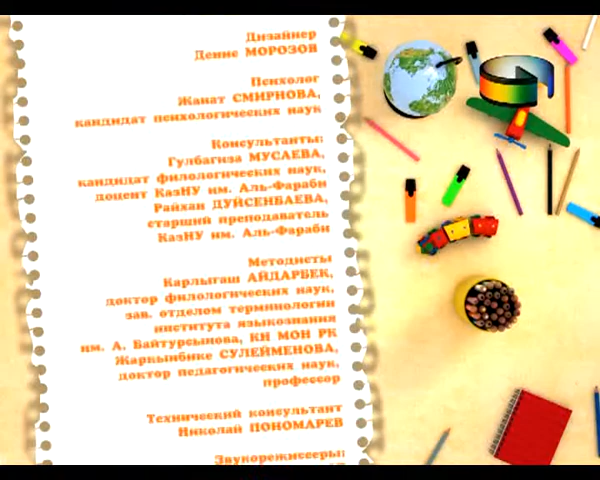 Дизайнер
Денис МОРОЗОВ
Психолог
Жанат СМИРНОВА,
кандидат психологических наук
Консультанты:
Гулбагиза МУСАЕВА,
кандидат филологических наук,
доцент КазНУ им. Аль-Фараби
Райхан ДУЙСЕНБАЕВА,
старший преподаватель
КазНУ им. Аль-Фараби
Методисты
Карлыгаш АЙДАРБЕК,
доктор филологических наук,
зав. отделом терминологии
института языкознания
им. А. Байтурсынова, КН МОН РК
Жаркынбике СУЛЕЙМЕНОВА,
доктор педагогических наук,
профессор
Технический консультант
Николай ПОНОМАРЕВ
Звукорежиссеры: